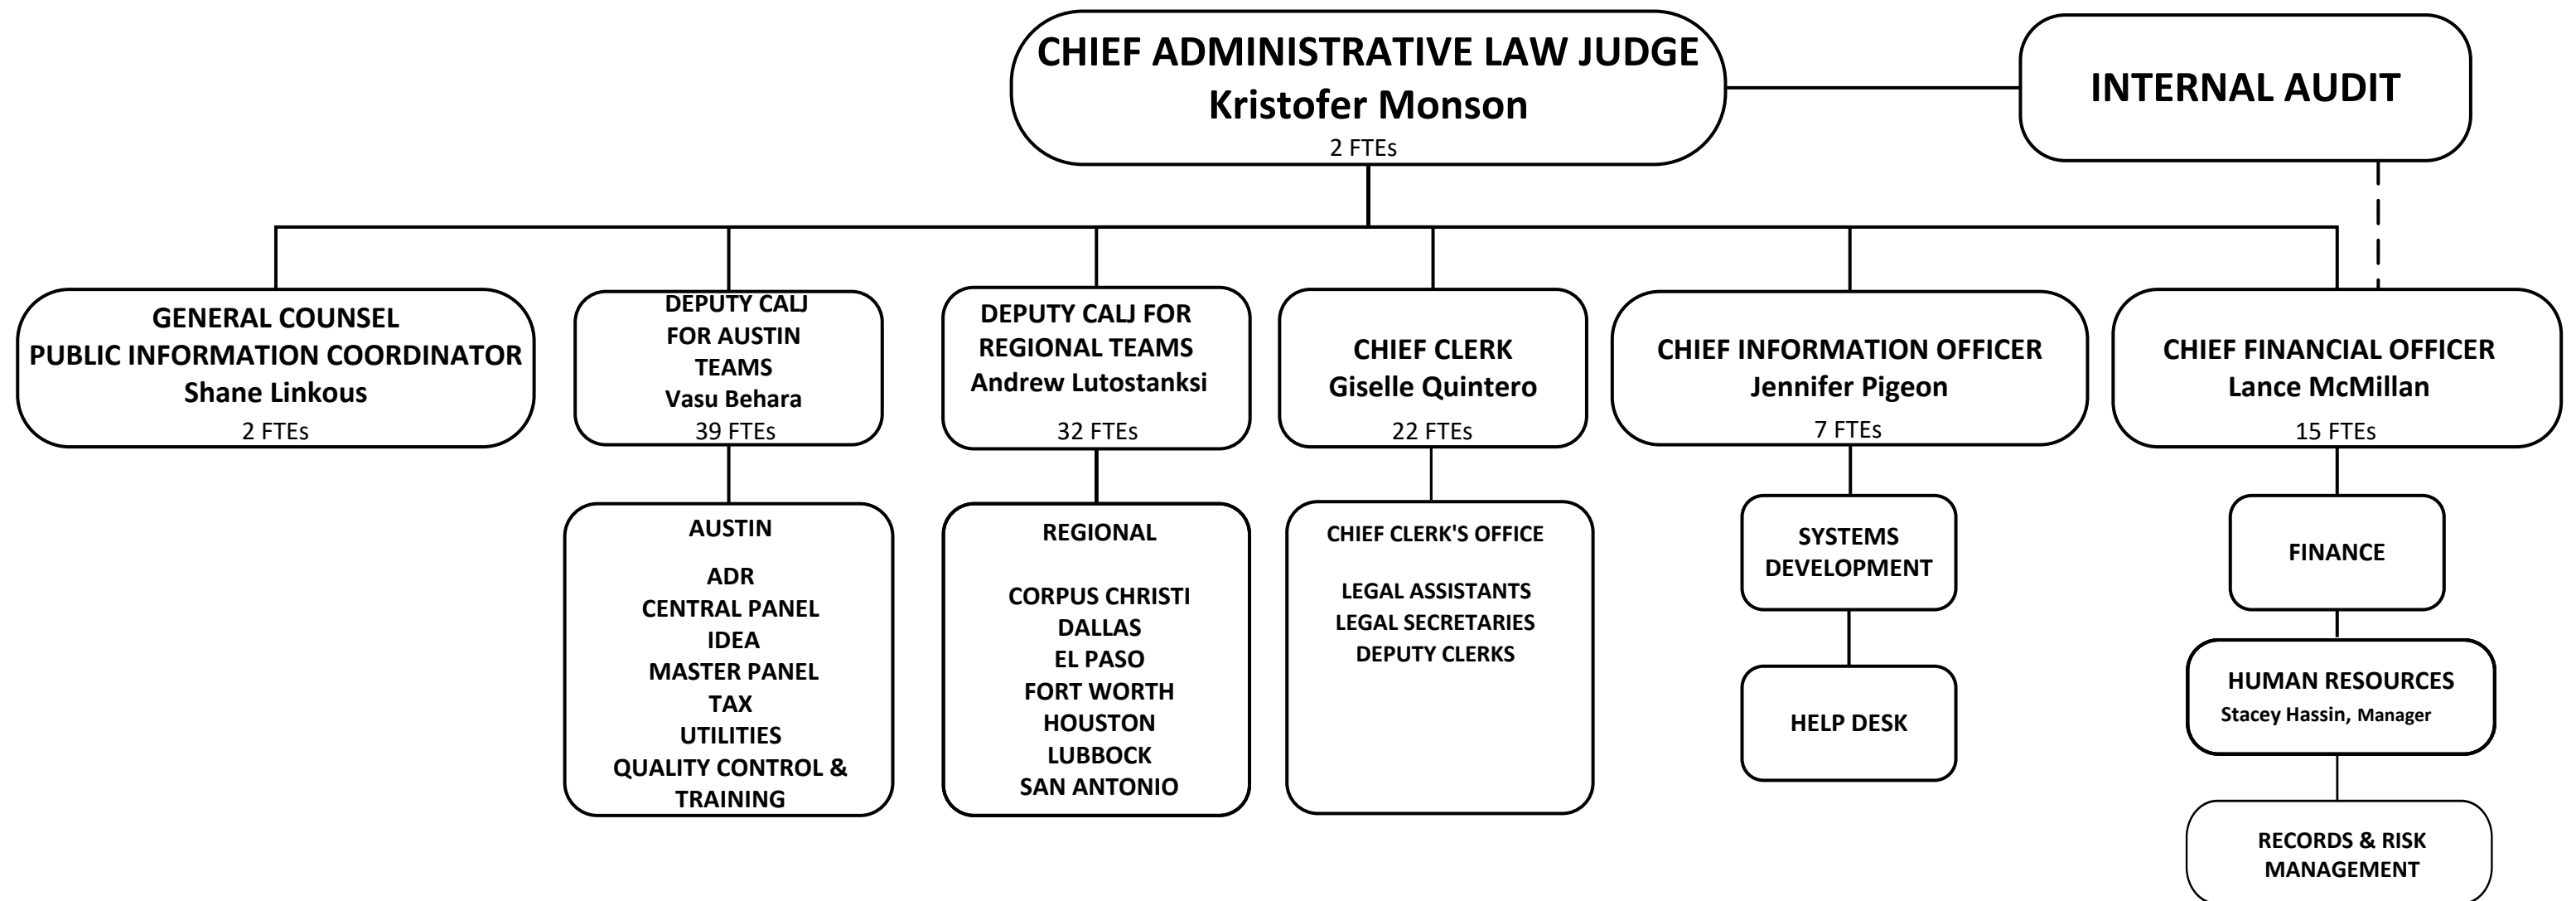 CHIEF ADMINISTRATIVE LAW JUDGE
Kristofer Monson
2 FTEs
INTERNAL AUDIT
GENERAL COUNSEL
PUBLIC INFORMATION COORDINATOR
Shane Linkous
2 FTEs
DEPUTY CALJ
FOR AUSTIN
TEAMS
Vasu Behara
39 FTEs
DEPUTY CALJ FOR
REGIONAL TEAMS
Andrew Lutostanksi
32 FTEs
CHIEF CLERK
Giselle Quintero
22 FTEs
CHIEF INFORMATION OFFICER
Jennifer Pigeon
7 FTEs
CHIEF FINANCIAL OFFICER
Lance McMillan
15 FTEs
AUSTIN
ADR
CENTRAL PANEL
IDEA
MASTER PANEL
TAX
UTILITIES
QUALITY CONTROL &
TRAINING
REGIONAL
CORPUS CHRISTI
DALLAS
EL PASO
FORT WORTH
HOUSTON
LUBBOCK
SAN ANTONIO
CHIEF CLERK'S OFFICE
LEGAL ASSISTANTS
LEGAL SECRETARIES
DEPUTY CLERKS
SYSTEMS
DEVELOPMENT
HELP DESK
FINANCE
HUMAN RESOURCES
Stacey Hassin, Manager
RECORDS & RISK
MANAGEMENT